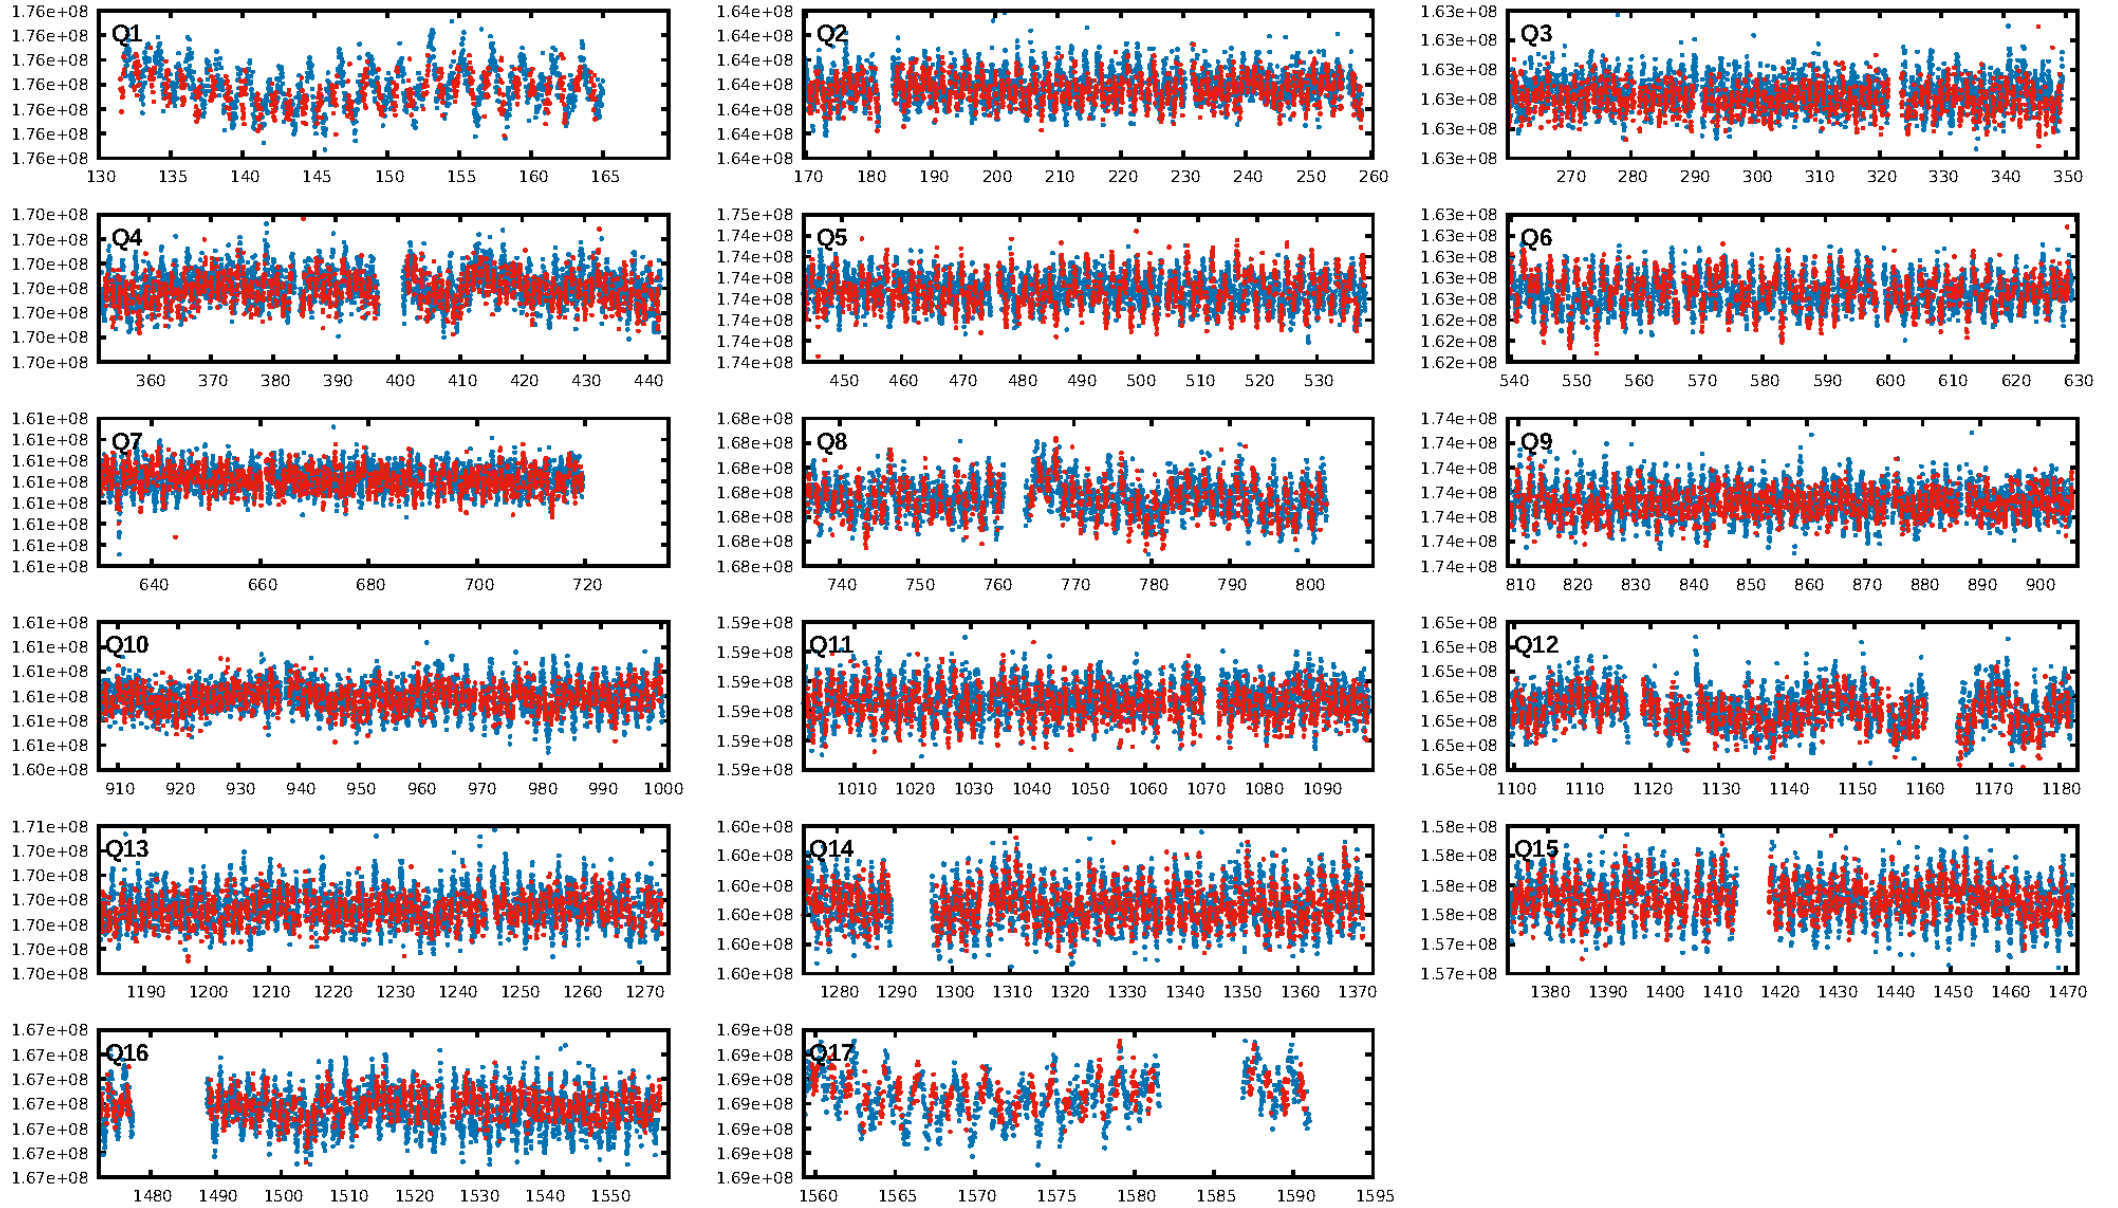 1.76e+08 1.76e+08 1.76e+08 1.76e+08 1.76e+08 1.76e+08 1.76e+08
Q1
130 135 140 145 150 155 160 165
1.64e+08 1.64e+08 1.64e+08 1.64e+08 1.64e+08 1.64e+08 1.64e+08
Q2
170 180 190 200 210 220 230 240 250 260
1.63e+08 1.63e+08 1.63e+08 1.63e+08 1.63e+08 1.63e+08
Q3
270 280 290 300 310 320 330 340 350
1.70e+08 1.70e+08 1.70e+08 1.70e+08 1.70e+08 1.70e+08 1.70e+08
Q4
360 370 380 390 400 410 420 430 440
1.75e+08 1.74e+08 1.74e+08 1.74e+08 1.74e+08 1.74e+08 1.74e+08 1.74e+08
Q5
450 460 470 480 490 500 510 520 530
1.63e+08 1.63e+08 1.63e+08 1.63e+08 1.63e+08 1.62e+08 1.62e+08 1.62e+08
Q6
540 550 560 570 580 590 600 610 620 630
1.61e+08 1.61e+08 1.61e+08 1.61e+08 1.61e+08 1.61e+08 1.61e+08 1.61e+08
Q7
640 660 680 700 720
1.68e+08 1.68e+08 1.68e+08 1.68e+08 1.68e+08 1.68e+08 1.68e+08
Q8
740 750 760 770 780 790 800
1.74e+08 1.74e+08 1.74e+08 1.74e+08 1.74e+08 1.74e+08 1.74e+08
Q9
810 820 830 840 850 860 870 880 890 900
1.61e+08 1.61e+08 1.61e+08 1.61e+08 1.61e+08 1.61e+08 1.60e+08
Q10
910 920 930 940 950 960 970 980 990 1000
1.59e+08 1.59e+08 1.59e+08 1.59e+08 1.59e+08 1.59e+08
Q11
1010 1020 1030 1040 1050 1060 1070 1080 1090
1.65e+08 1.65e+08 1.65e+08 1.65e+08 1.65e+08 1.65e+08 1.65e+08
Q12
1100 1110 1120 1130 1140 1150 1160 1170 1180
1.71e+08 1.70e+08 1.70e+08 1.70e+08 1.70e+08 1.70e+08 1.70e+08
Q13
1190 1200 1210 1220 1230 1240 1250 1260 1270
1.60e+08 1.60e+08 1.60e+08 1.60e+08 1.60e+08 1.60e+08
Q14
1280 1290 1300 1310 1320 1330 1340 1350 1360 1370
1.58e+08 1.58e+08 1.58e+08 1.58e+08 1.57e+08 1.57e+08
Q15
1380 1390 1400 1410 1420 1430 1440 1450 1460 1470
1.67e+08 1.67e+08 1.67e+08 1.67e+08 1.67e+08 1.67e+08 1.67e+08
Q16
1480 1490 1500 1510 1520 1530 1540 1550
1.69e+08 1.69e+08 1.69e+08 1.69e+08 1.69e+08 1.69e+08 1.69e+08
Q17
1560 1565 1570 1575 1580 1585 1590 1595